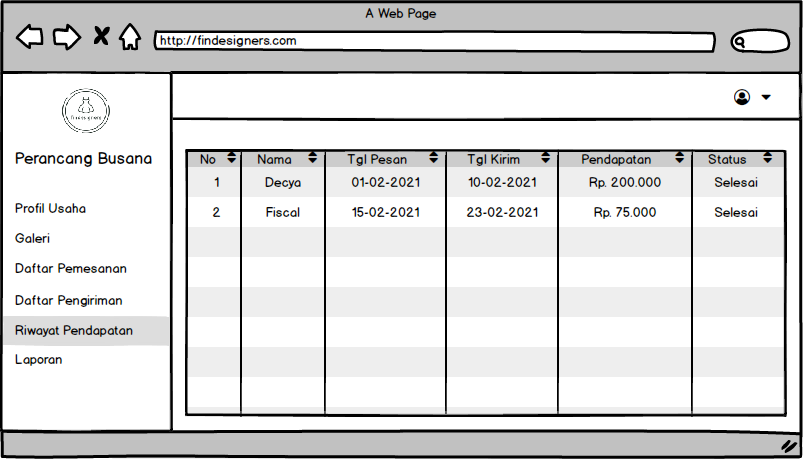 A Web Page
http://findesigners.com
findesigners
Perancang Busana
Profil Usaha
Galeri
Daftar Pemesanan
Daftar Pengiriman
Riwayat Pendapatan
Laporan
No Nama Tgl Pesan Tgl Kirim Pendapatan Status
1 Decya 01-02-2021 10-02-2021 Rp. 200.000 Selesai
2 Fiscal 15-02-2021 23-02-2021 Rp. 75.000 Selesai